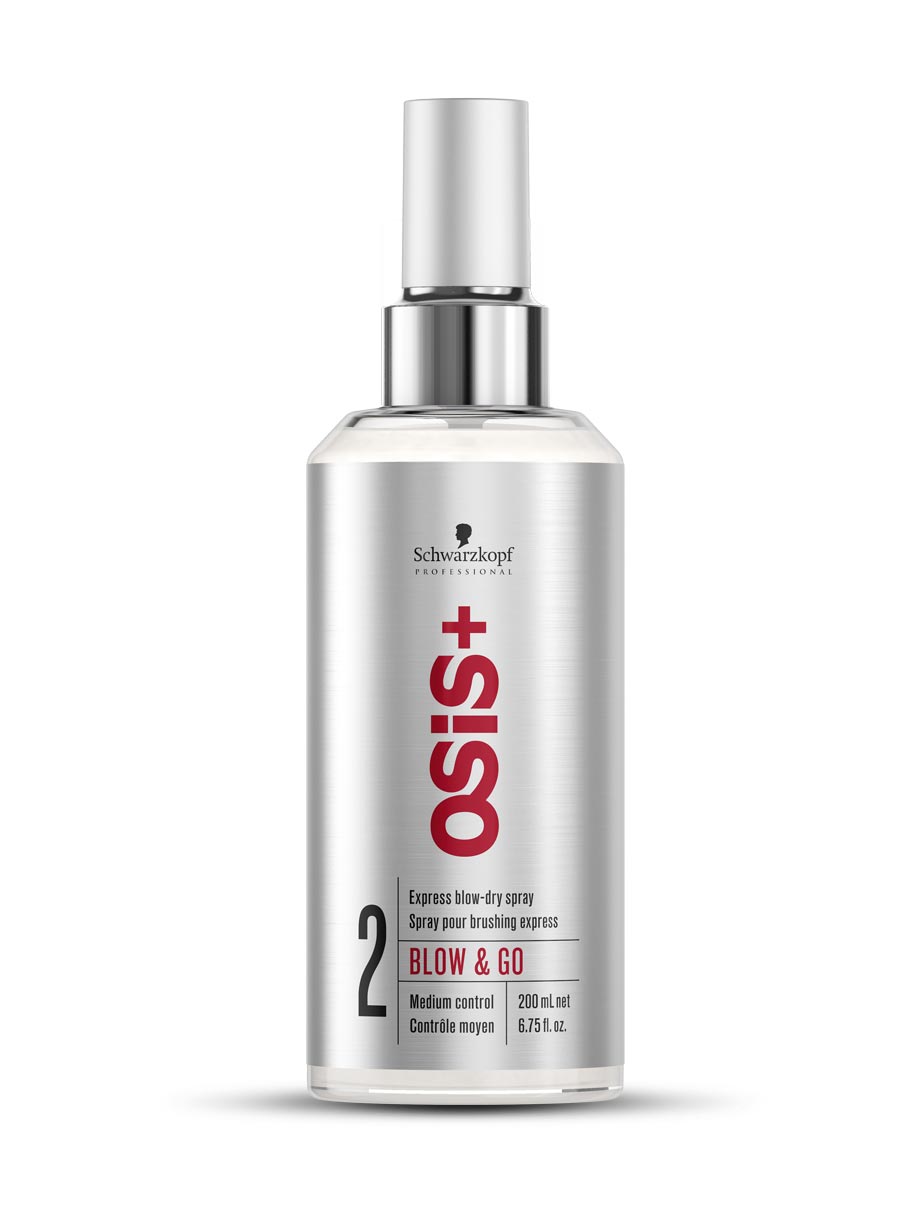 Schwarzkopf
PROFESSIONAL
OSiS+
2
Express blow-dry spray
Spray pour brushing express
BLOW & GO
Medium control
Contrôle moyen
200 mL net
6.75 fl. oz.